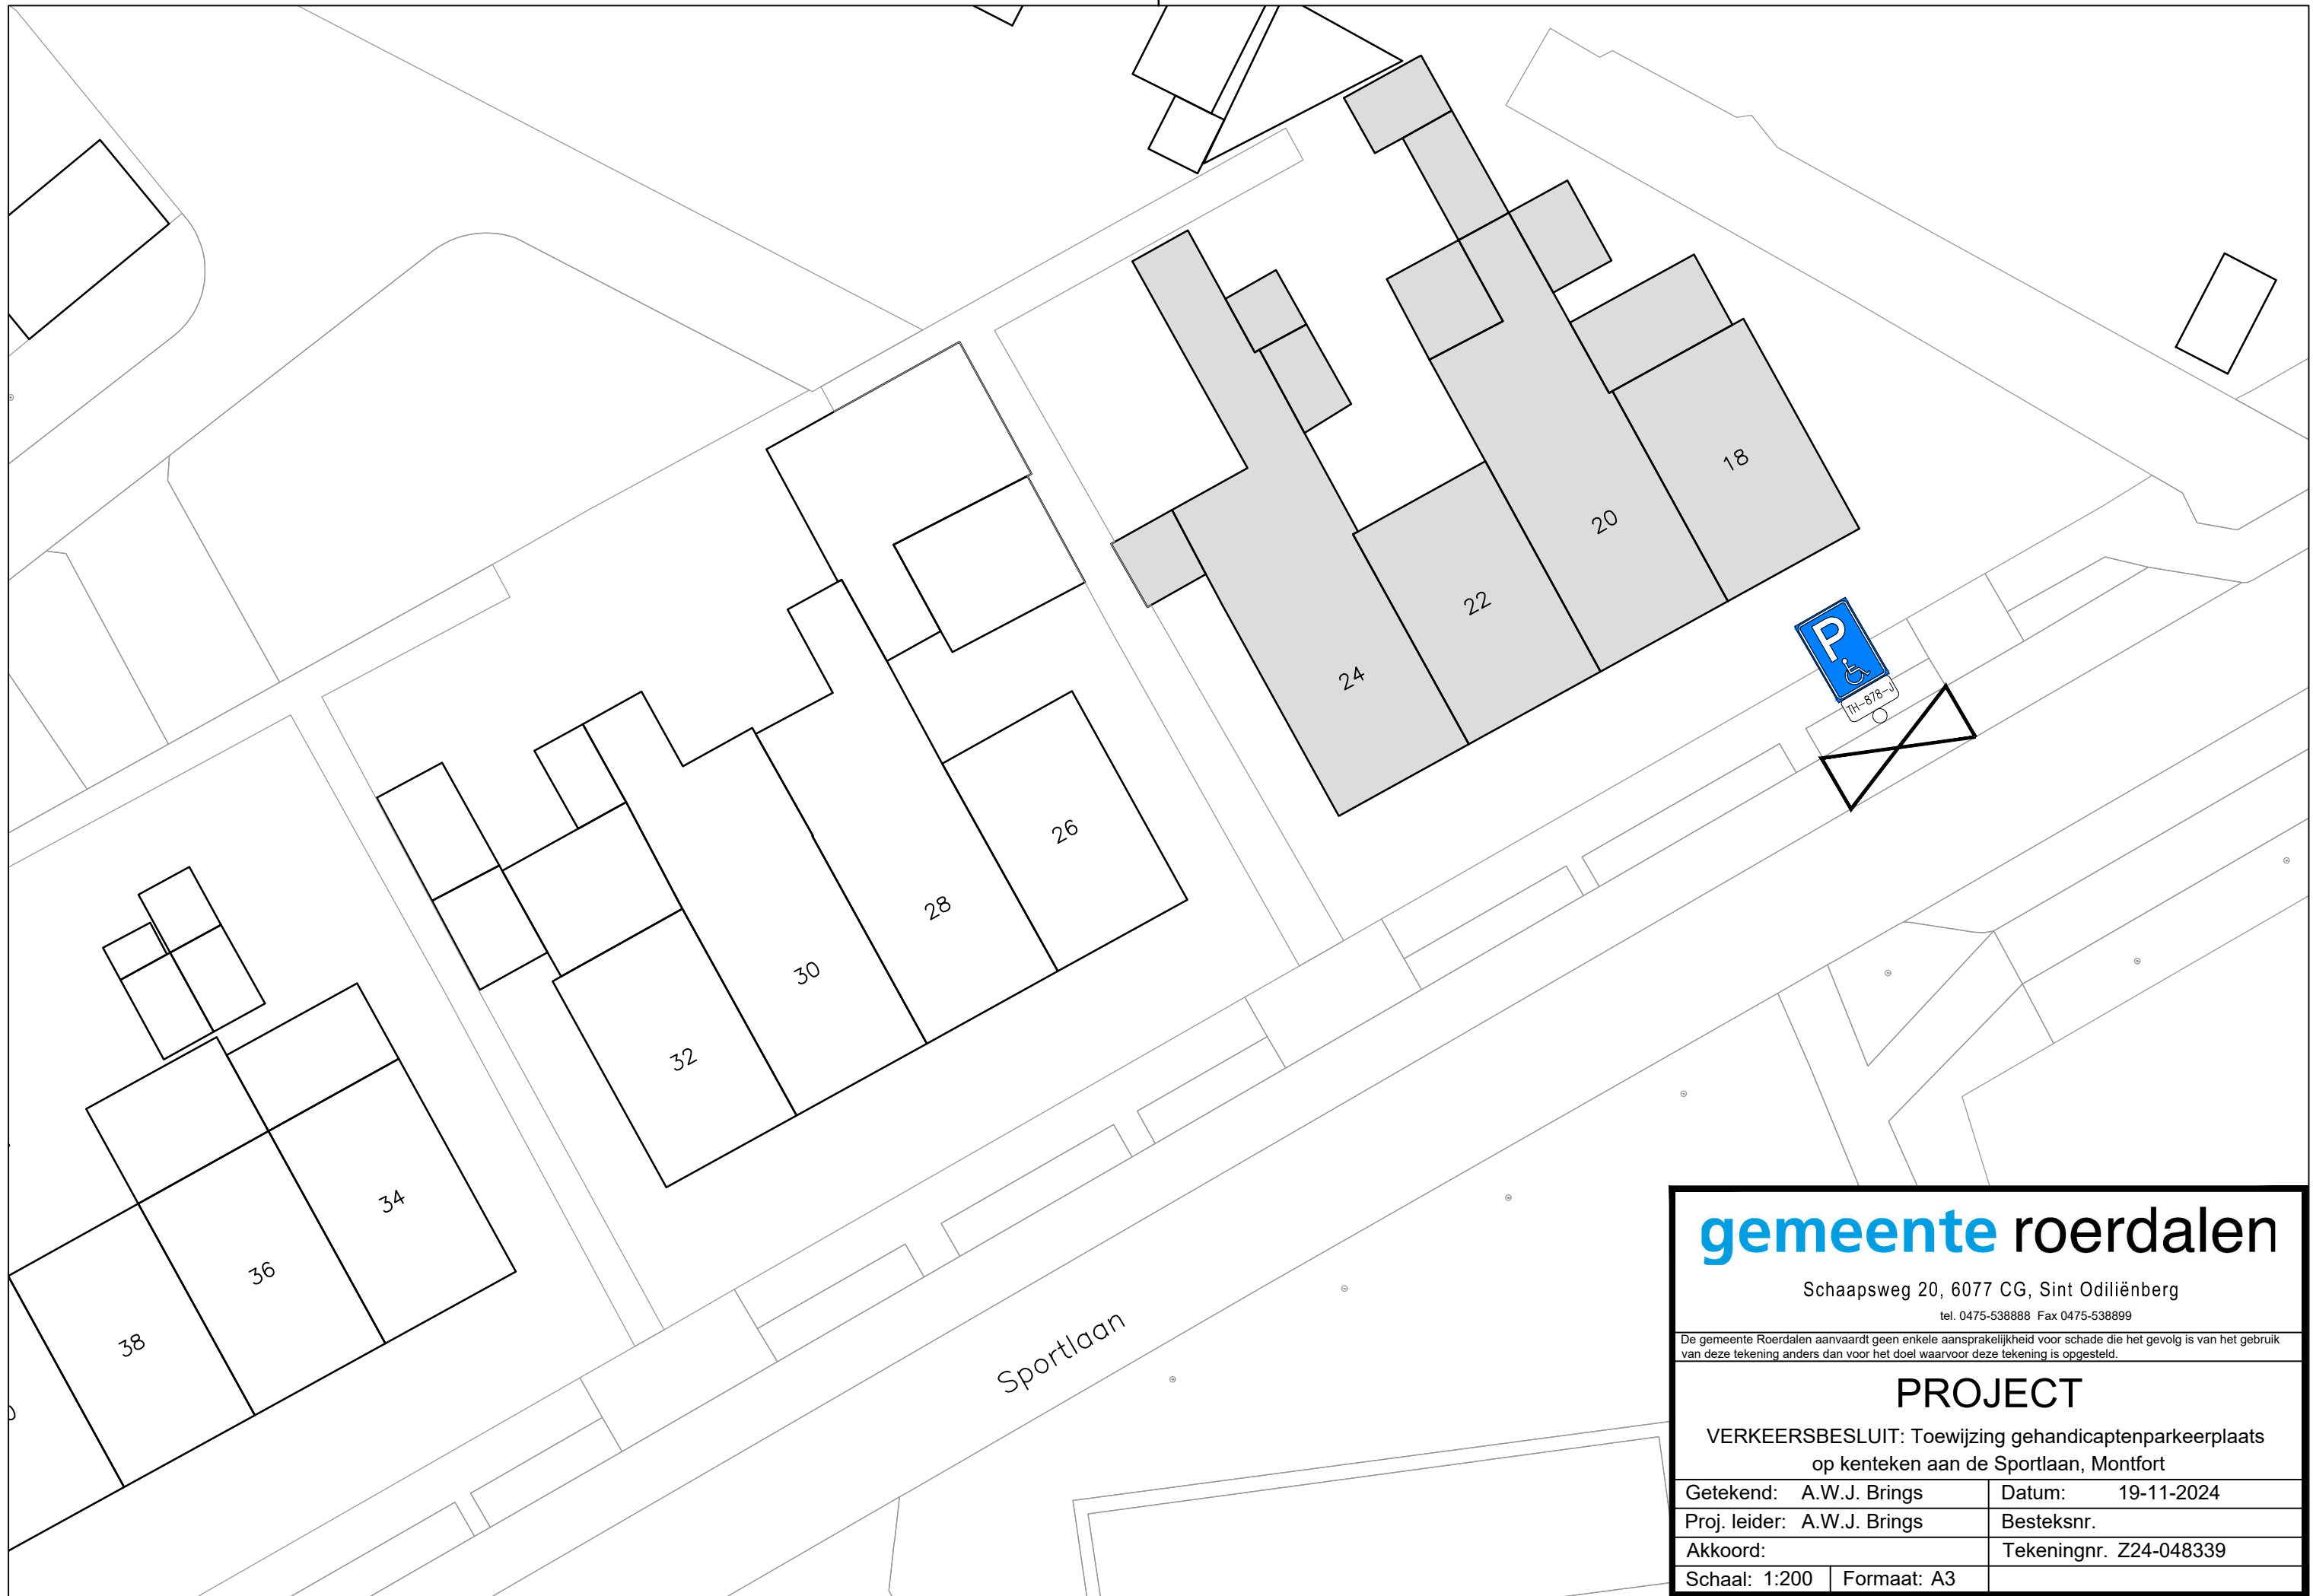 18
20
22
24
26
28
30
32
34
36
38
P
TH-878-J
Sportlaan
gemeente roerdalen
Schaapsweg 20, 6077 CG, Sint Odiliënberg
tel. 0475-538888 Fax 0475-538899
De gemeente Roerdalen aanvaardt geen enkele aansprakelijkheid voor schade die het gevolg is van het gebruik
van deze tekening anders dan voor het doel waarvoor deze tekening is opgesteld.
PROJECT
VERKEERSBESLUIT: Toewijzing gehandicaptenparkeerplaats
op kenteken aan de Sportlaan, Montfort
Getekend: A.W.J. Brings Datum: 19-11-2024
Proj. leider: A.W.J. Brings Besteksnr.
Akkoord: Tekeningnr. Z24-048339
Schaal: 1:200 Formaat: A3